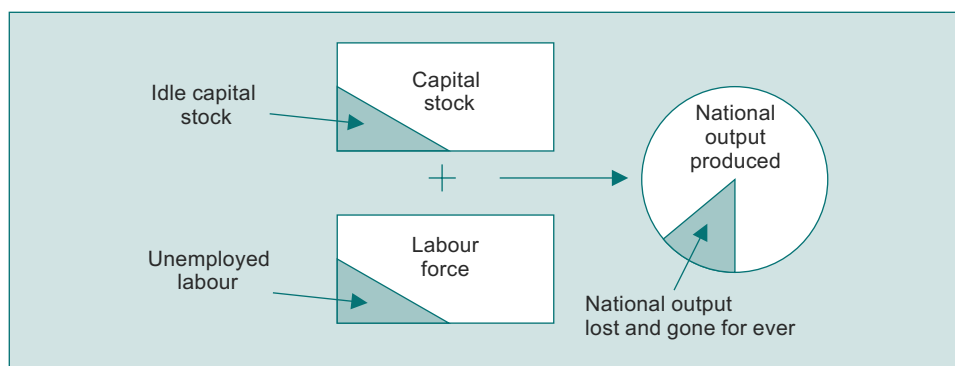 Idle capital
stock
Capital
stock
National
output
produced
+
Unemployed
labour
Labour
force
National output
lost and gone for ever